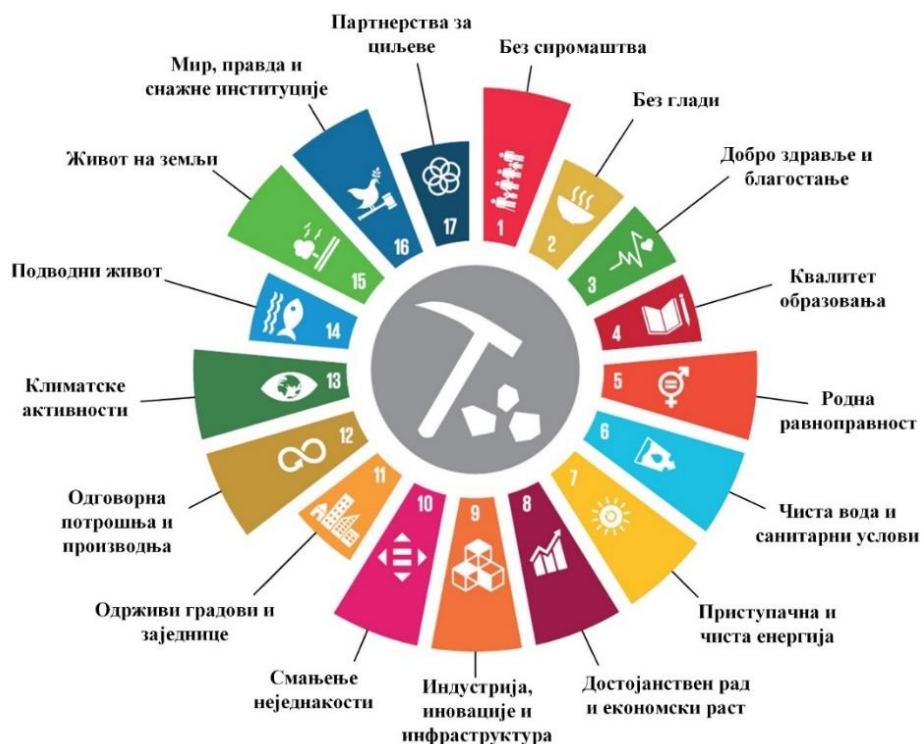 Без сиромаштва
1
Без глади
2
Добро здравље и
благостање
3
Квалитет
образовања
4
Родна
равноправност
5
Чиста вода и
санитарни услови
6
Приступачна и
чиста енергија
7
Достојанствен рад
и економски раст
8
Индустрија,
иновације и
инфраструктура
9
Смањење
неједнакости
10
Одрживи градови и
заједнице
11
Одговорна
потрошња и
производња
12
Климатске
активности
13
Подводни живот
14
Живот на земљи
15
Мир, правда и
снажне институције
16
Партнерства за
циљеве
17